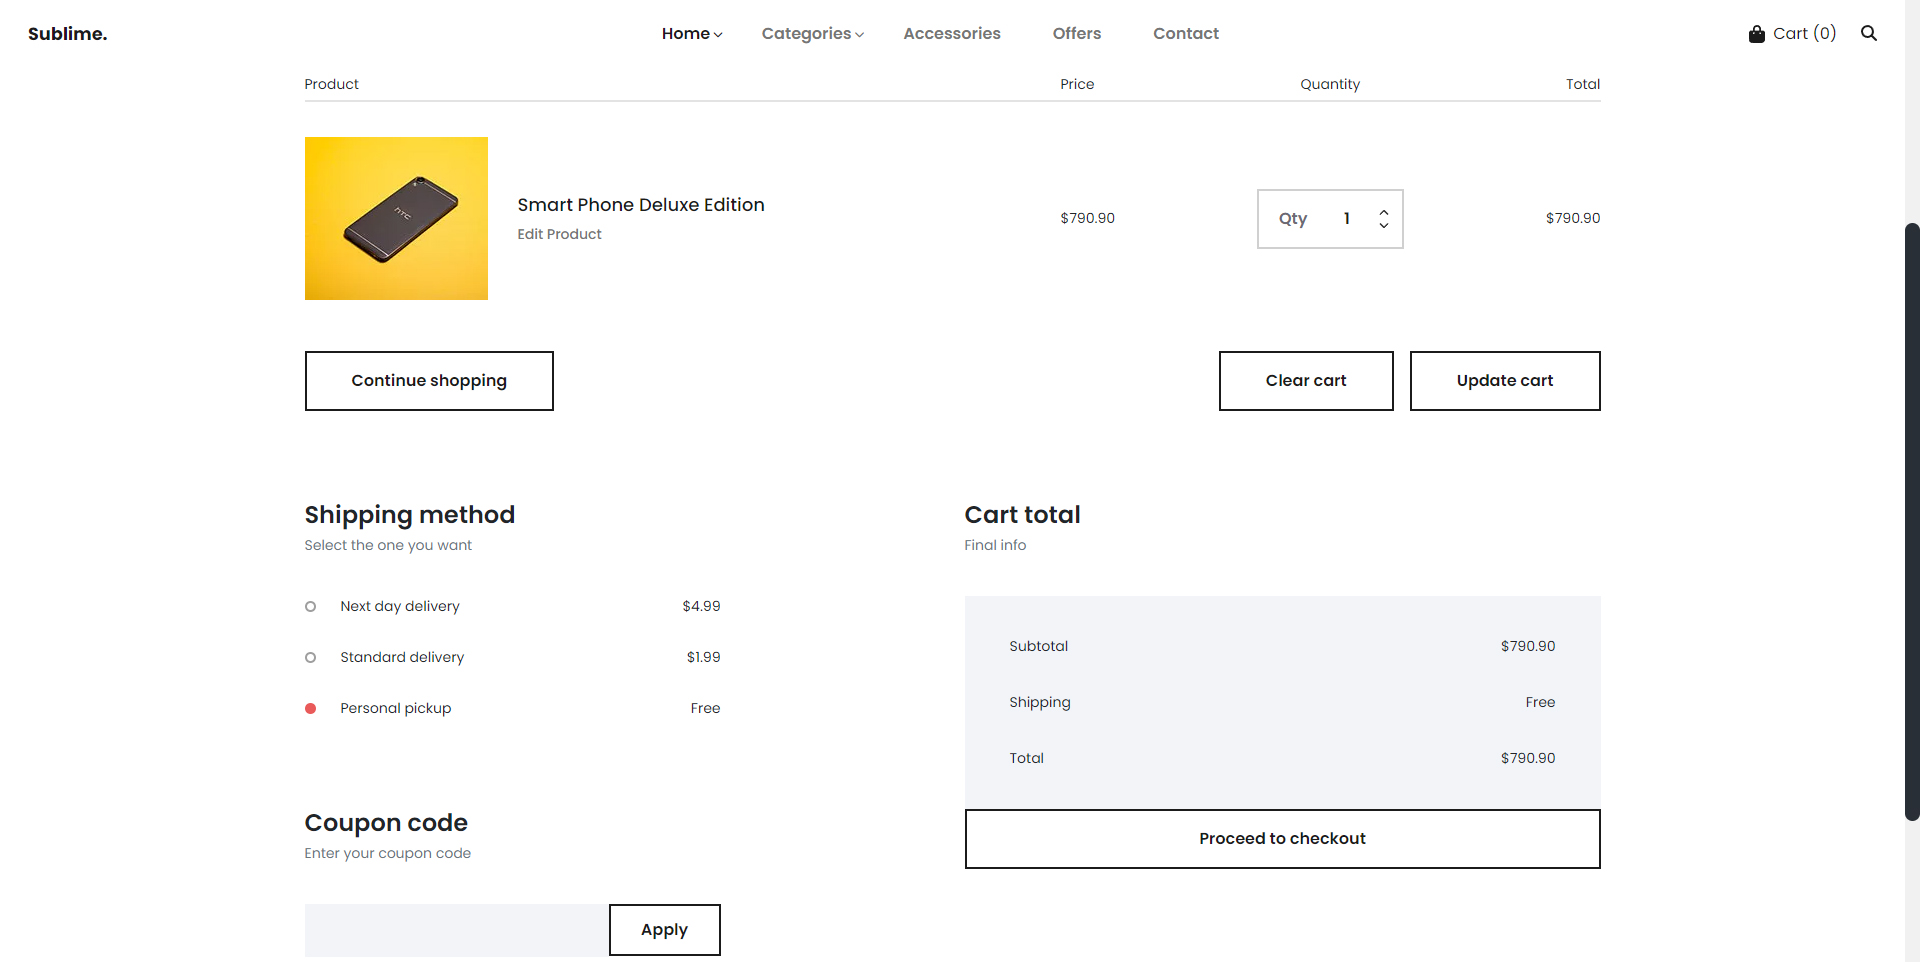 Sublime.
Home Categories Accessories Offers Contact
Cart (0)
Product Price Quantity Total
hTC
Smart Phone Deluxe Edition
Edit Product
$790.90
Qty 1
$790.90
Continue shopping
Clear cart
Update cart
Shipping method
Select the one you want
Next day delivery $4.99
Standard delivery $1.99
Personal pickup Free
Cart total
Final info
Subtotal $790.90
Shipping Free
Total $790.90
Proceed to checkout
Coupon code
Enter your coupon code
Apply